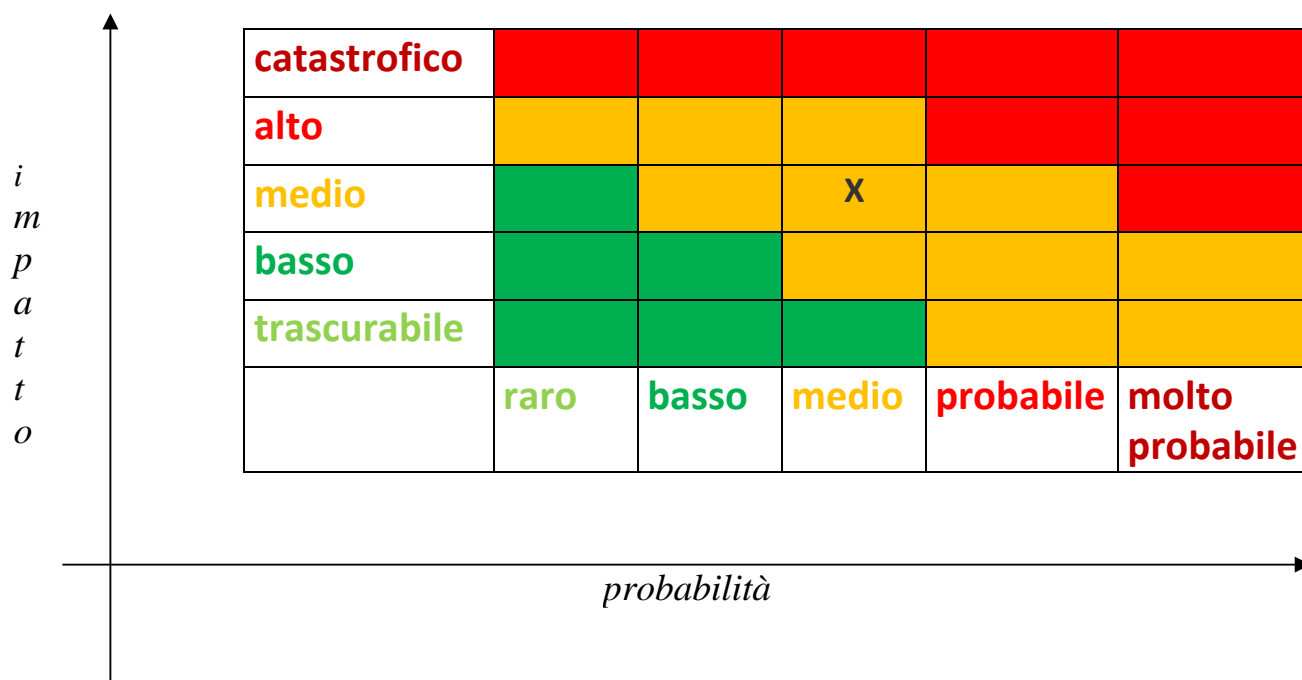 catastrofico
alto
medio
X
basso
trascurabile
raro
basso
medio
probabile
molto
probabile
i
m
p
a
t
t
o
probabilità